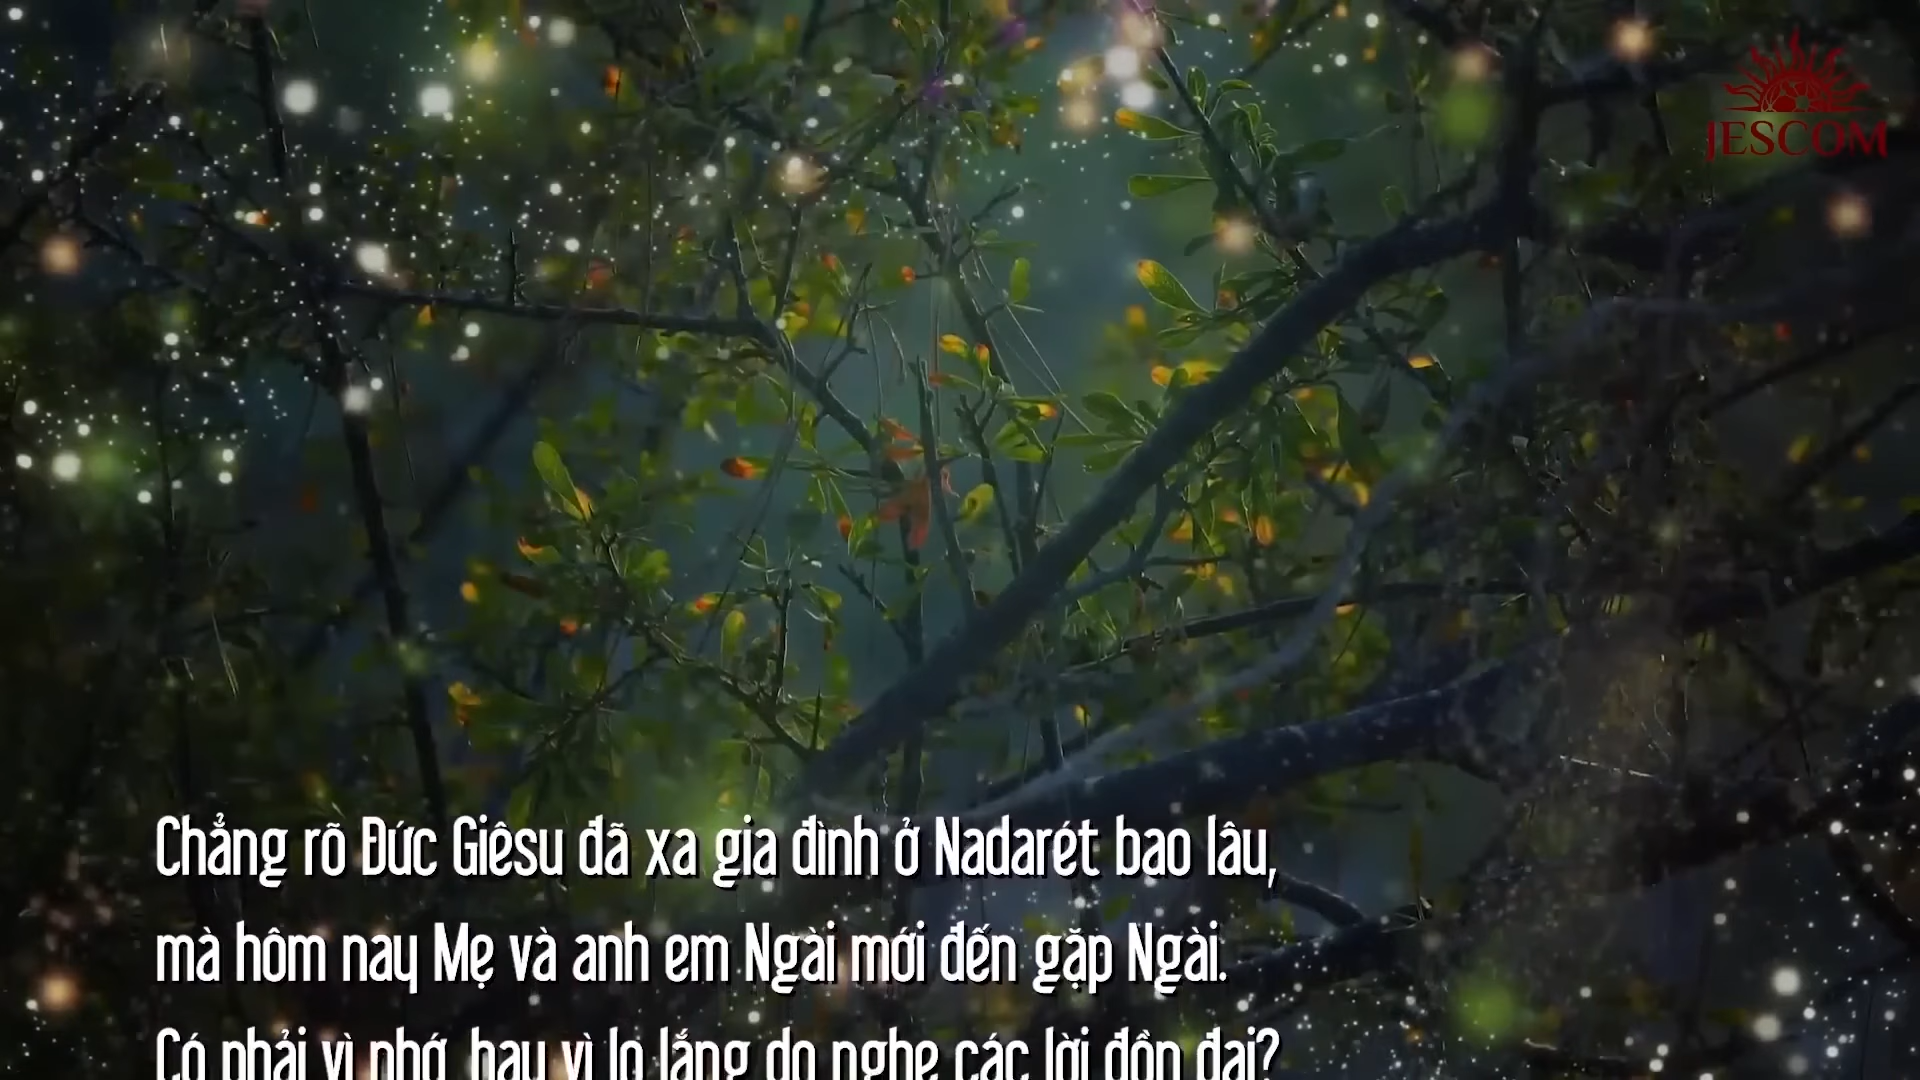 JESCOM
Chẳng rõ Đức Giêsu đã xa gia đình ở Nadarét bao lâu,
mà hôm nay Mẹ và anh em Ngài mới đến gặp Ngài.
Có phải vì nhớ, hay vì lo lắng do nghe các lời đồn đại?